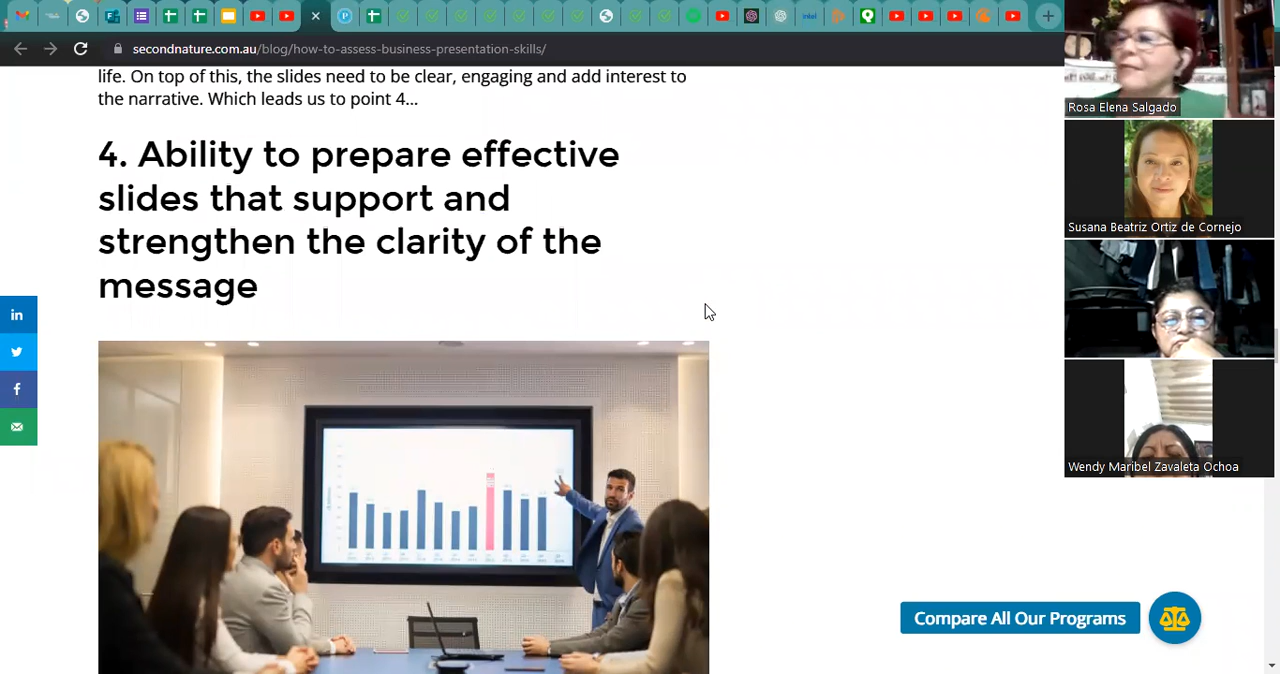 secondnature.com.au/blog/how-to-assess-business-presentation-skills/
life. On top of this, the slides need to be clear, engaging and add interest to
the narrative. Which leads us to point 4...
4. Ability to prepare effective
slides that support and
strengthen the clarity of the
message
in
f
Compare All Our Programs
Rosa Elena Salgado
Susana Beatriz Ortiz de Cornejo
Wendy Maribel Zavaleta Ochoa